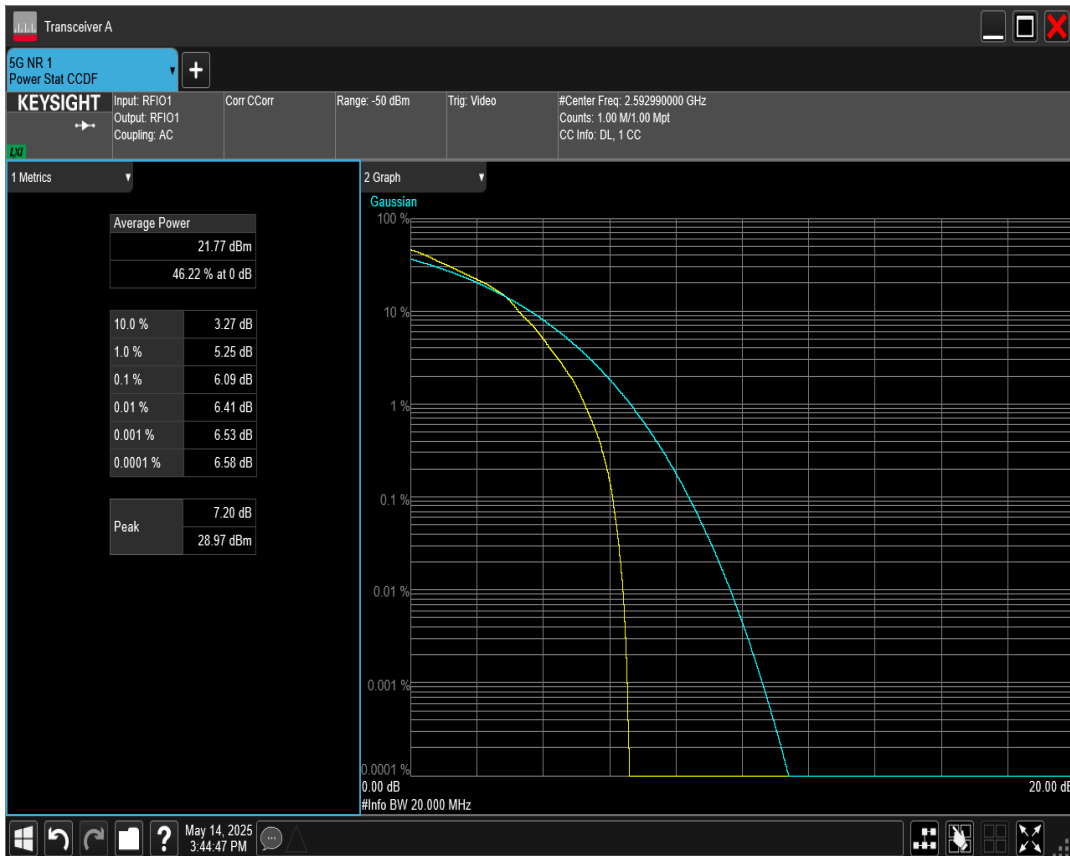 Transceiver A
5G NR 1
Power Stat CCDF
KEYSIGHT
LXI
Input: RFIO1
Output: RFIO1
Coupling: AC
Corr CCorr
Range: -50 dBm
Trig: Video
#Center Freq: 2.592990000 GHz
Counts: 1.00 M/1.00 Mpt
CC Info: DL, 1 CC
1 Metrics
Average Power
21.77 dBm
46.22 % at 0 dB
10.0 % 3.27 dB
1.0 % 5.25 dB
0.1 % 6.09 dB
0.01 % 6.41 dB
0.001 % 6.53 dB
0.0001 % 6.58 dB
Peak 7.20 dB
28.97 dBm
2 Graph
Gaussian
100 %
10 %
1 %
0.1 %
0.01 %
0.001 %
0.0001 %
0.00 dB 20.00 dB
#Info BW 20.000 MHz
May 14, 2025
3:44:47 PM